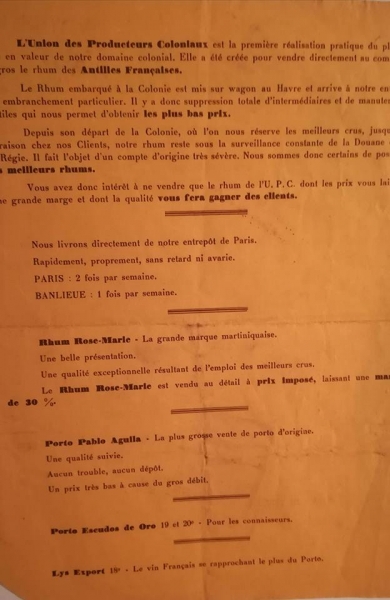 L'Union des Producteurs Coloniaux est la première réalisation pratique du pl
en valeur de notre domaine colonial. Elle a été créée pour vendre directement au com
gros le rhum des Antilles Françaises.
Le Rhum embarqué à la Colonie est mis sur wagon au Havre et arrive à notre en
embranchement particulier. Il y a donc suppression totale d'intermédiaires et de manute
tiles qui nous permet d'obtenir les plus bas prix.
Depuis son départ de la Colonie, où l'on nous réserve les meilleurs crus, jusq
raison chez nos Clients, notre rhum reste sous la surveillance constante de la Douane
Régie. Il fait l'objet d'un compte d'origine très sévère. Nous sommes donc certains de pos
s meilleurs rhums.
Vous avez donc intérêt à ne vendre que le rhum de l'U. P. C. dont les prix vous lai
ne grande marge et dont la qualité vous fera gagner des clients.
Nous livrons directement de notre entrepôt de Paris.
Rapidement, proprement, sans retard ni avarie.
PARIS : 2 fois par semaine.
BANLIEUE : 1 fois par semaine.
Rhum Rose-Marie - La grande marque martiniquaise.
Une belle présentation.
Une qualité exceptionnelle résultant de l'emploi des meilleurs crus.
Le Rhum Rose-Marie est vendu au détail à prix imposé, laissant une ma
de 30 %.
Porto Pablo Agulla - La plus grosse vente de porto d'origine.
Une qualité suivie.
Aucun trouble, aucun dépôt.
Un prix très bas à cause du gros débit.
Porto Escudos de Oro 19 et 20° - Pour les connaisseurs.
Lys Export 18° - Le vin Français se rapprochant le plus du Porto.